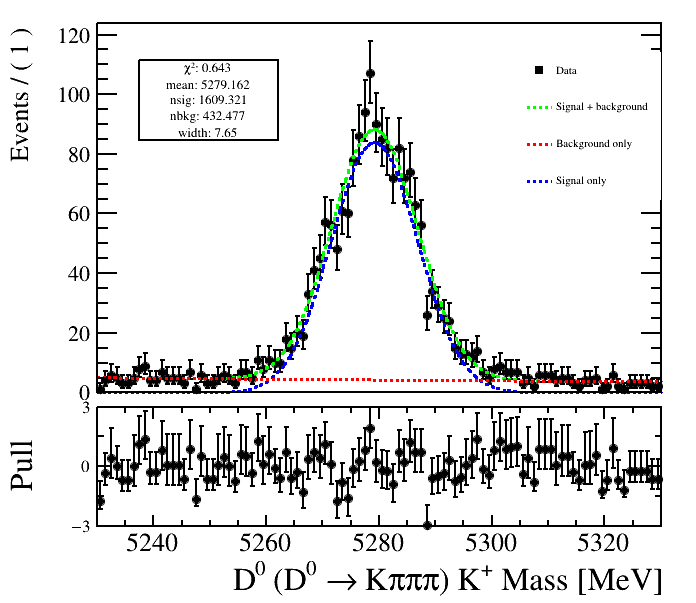 Events / ( 1 )
120
100
80
60
40
20
0
χ²: 0.643
mean: 5279.162
nsig: 1609.321
nbkg: 432.477
width: 7.65
Data
Signal + background
Background only
Signal only
Pull
3
0
−3
5240 5260 5280 5300 5320
D⁰ (D⁰ → Kπππ) K⁺ Mass [MeV]